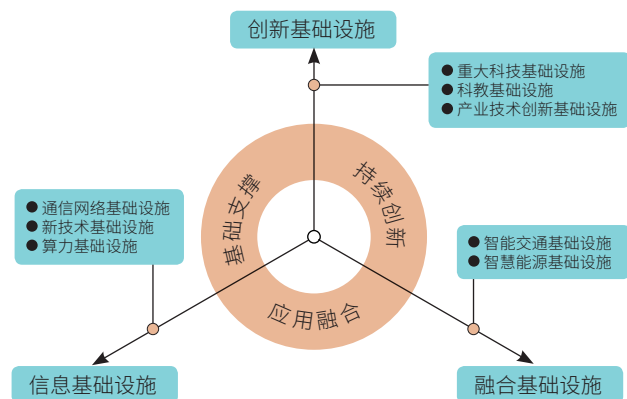 创新基础设施
重大科技基础设施
科教基础设施
产业技术创新基础设施
基础支撑
持续创新
通信网络基础设施
新技术基础设施
算力基础设施
智能交通基础设施
智慧能源基础设施
应用融合
信息基础设施
融合基础设施